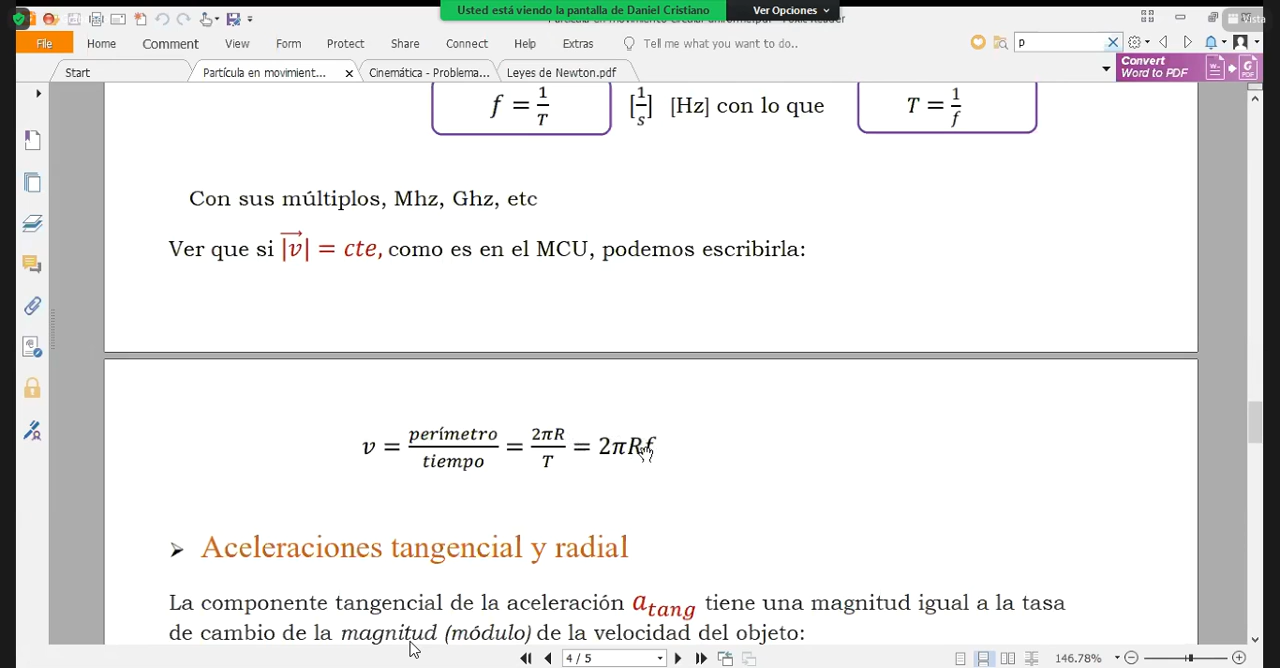 Usted está viendo la pantalla de Daniel Cristiano
Ver Opciones
Vista
File Home Comment View Form Protect Share Connect Help Extras Tell me what you want to do.. p
Start Partícula en movimient... Cinemática - Problema... Leyes de Newton.pdf
Convert
Word to PDF
f = 1/T [1/s] [Hz] con lo que T = 1/f
Con sus múltiplos, Mhz, Ghz, etc
Ver que si |v⃗| = cte, como es en el MCU, podemos escribirla:
v = perímetro/tiempo = 2πR/T = 2πRf
➢ Aceleraciones tangencial y radial
La componente tangencial de la aceleración a_tang tiene una magnitud igual a la tasa
de cambio de la magnitud (módulo) de la velocidad del objeto:
4 / 5 146.78%